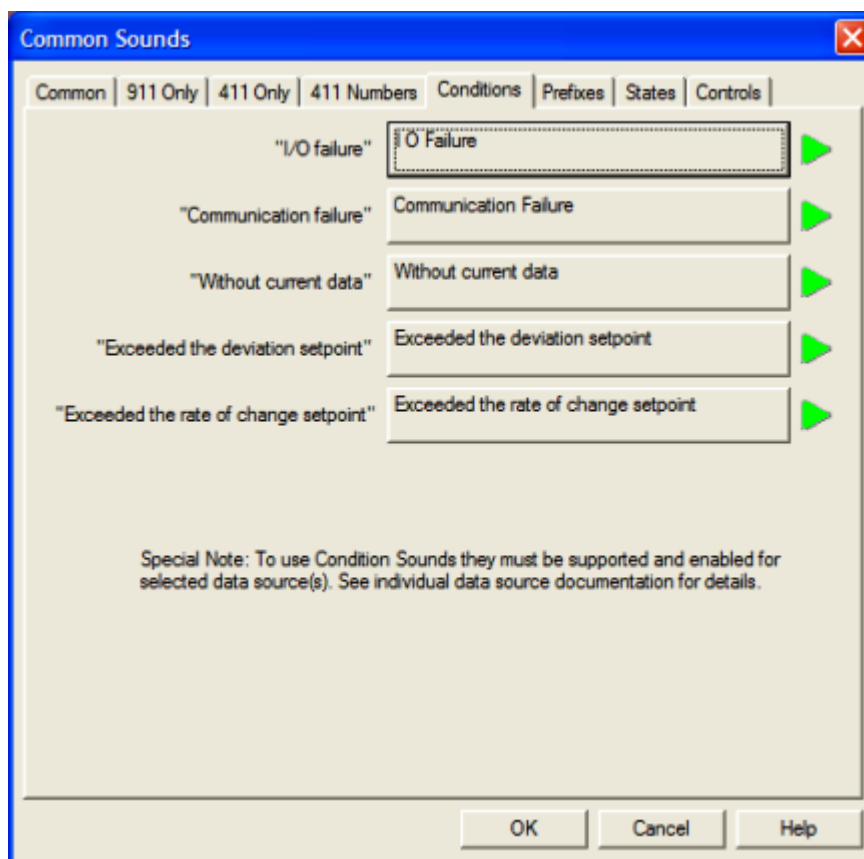 Common Sounds
Common 911 Only 411 Only 411 Numbers Conditions Prefixes States Controls
"I/O failure" I O Failure
"Communication failure" Communication Failure
"Without current data" Without current data
"Exceeded the deviation setpoint" Exceeded the deviation setpoint
"Exceeded the rate of change setpoint" Exceeded the rate of change setpoint
Special Note: To use Condition Sounds they must be supported and enabled for
selected data source(s). See individual data source documentation for details.
OK Cancel Help